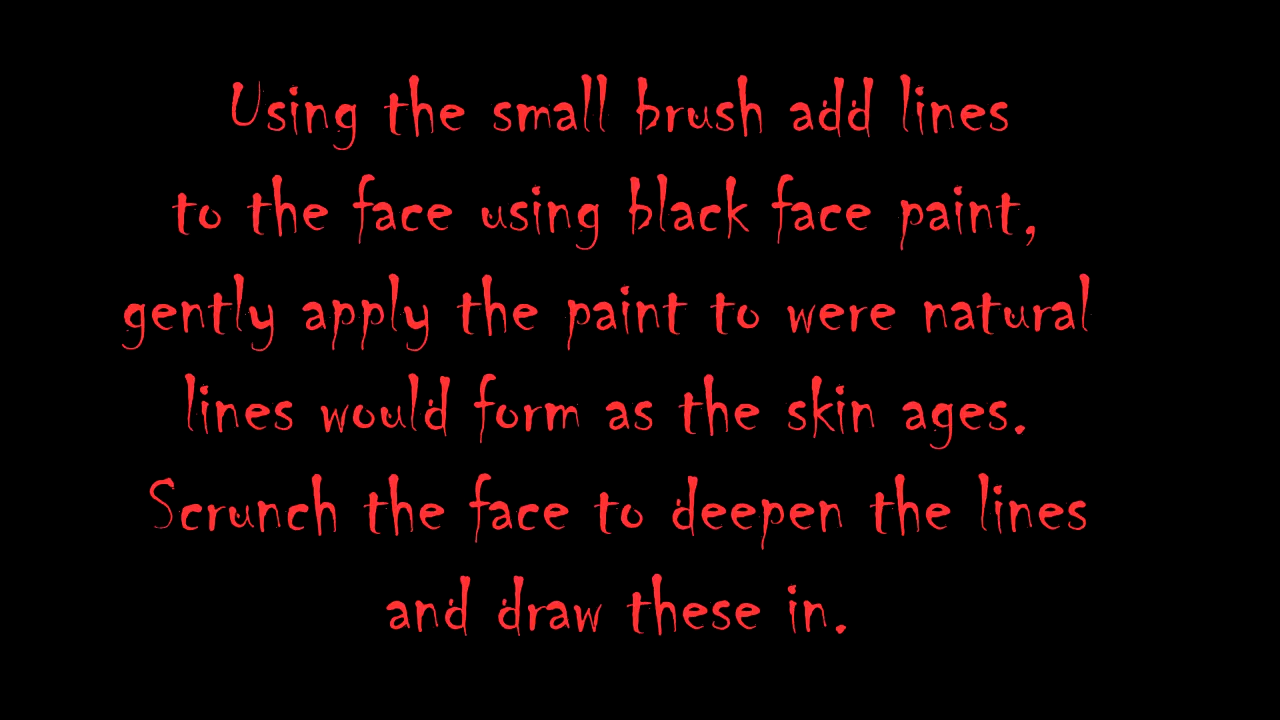 Using the small brush add lines
to the face using black face paint,
gently apply the paint to were natural
lines would form as the skin ages.
Scrunch the face to deepen the lines
and draw these in.